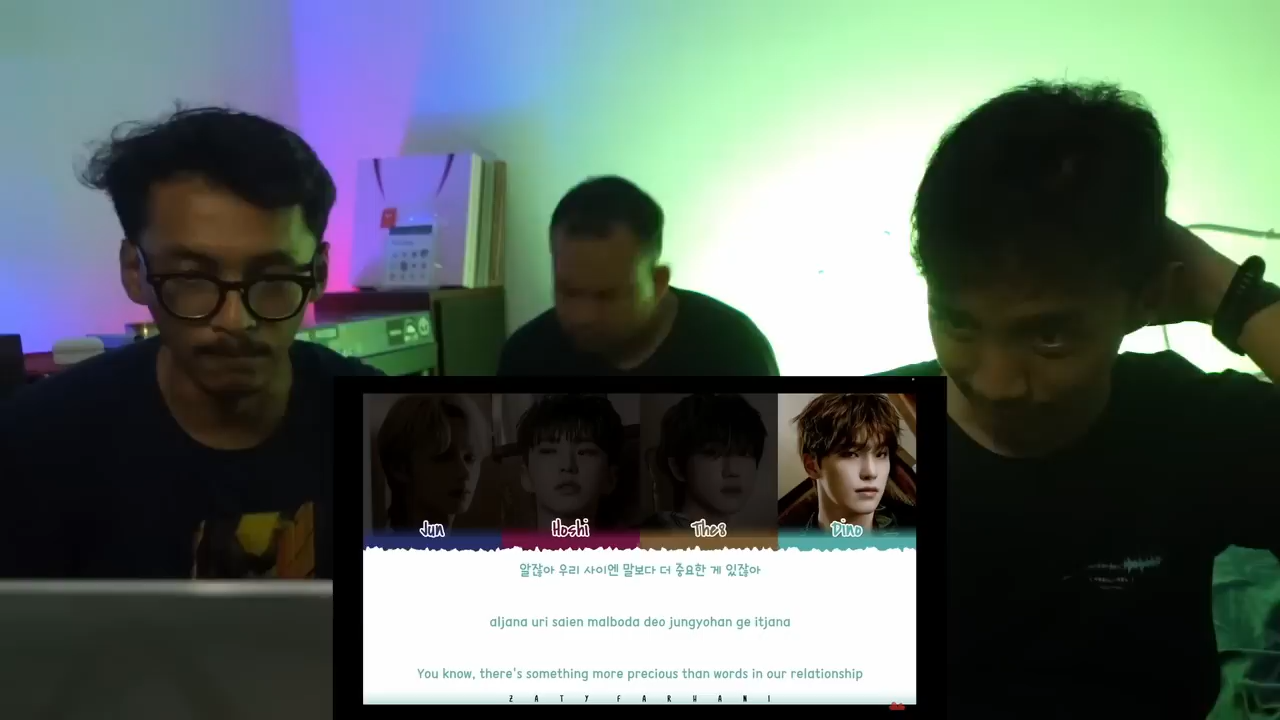 Jun
Hoshi
The8
Dino
알잖아 우리 사이엔 말보다 더 중요한 게 있잖아
aljana uri saien malboda deo jungyohan ge itjana
You know, there's something more precious than words in our relationship
ZATY FARHANI